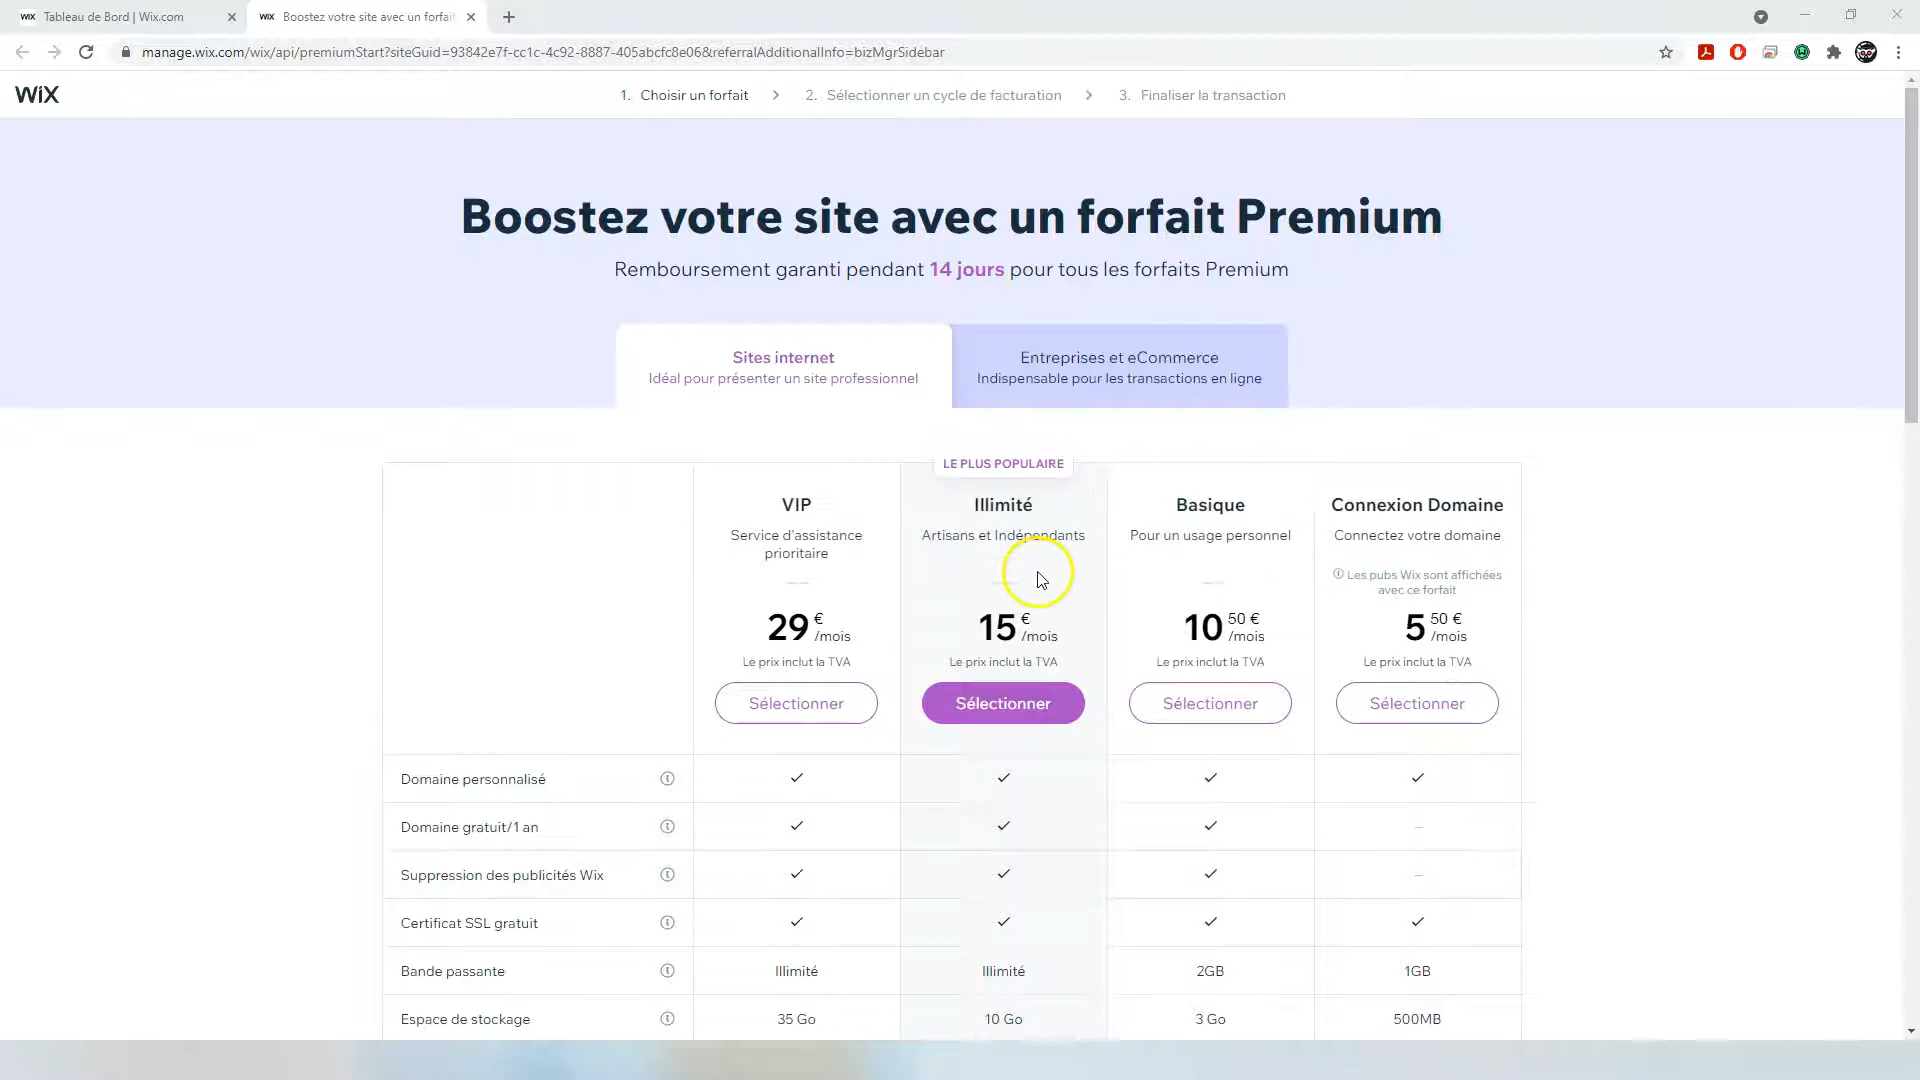 WiX Tableau de Bord | Wix.com
WiX Boostez votre site avec un forfait
manage.wix.com/wix/api/premiumStart?siteGuid=93842e7f-cc1c-4c92-8887-405abcfc8e06&referralAdditionalInfo=bizMgrSidebar
WiX
1. Choisir un forfait > 2. Sélectionner un cycle de facturation > 3. Finaliser la transaction
Boostez votre site avec un forfait Premium
Remboursement garanti pendant 14 jours pour tous les forfaits Premium
Sites internet
Idéal pour présenter un site professionnel
Entreprises et eCommerce
Indispensable pour les transactions en ligne
LE PLUS POPULAIRE
VIP
Service d'assistance
prioritaire
29 € /mois
Le prix inclut la TVA
Sélectionner
Illimité
Artisans et Indépendants
15 € /mois
Le prix inclut la TVA
Sélectionner
Basique
Pour un usage personnel
10 50 € /mois
Le prix inclut la TVA
Sélectionner
Connexion Domaine
Connectez votre domaine
Les pubs Wix sont affichées
avec ce forfait
5 50 € /mois
Le prix inclut la TVA
Sélectionner
Domaine personnalisé ✓ ✓ ✓ ✓
Domaine gratuit/1 an ✓ ✓ ✓ –
Suppression des publicités Wix ✓ ✓ ✓ –
Certificat SSL gratuit ✓ ✓ ✓ ✓
Bande passante Illimité Illimité 2GB 1GB
Espace de stockage 35 Go 10 Go 3 Go 500MB